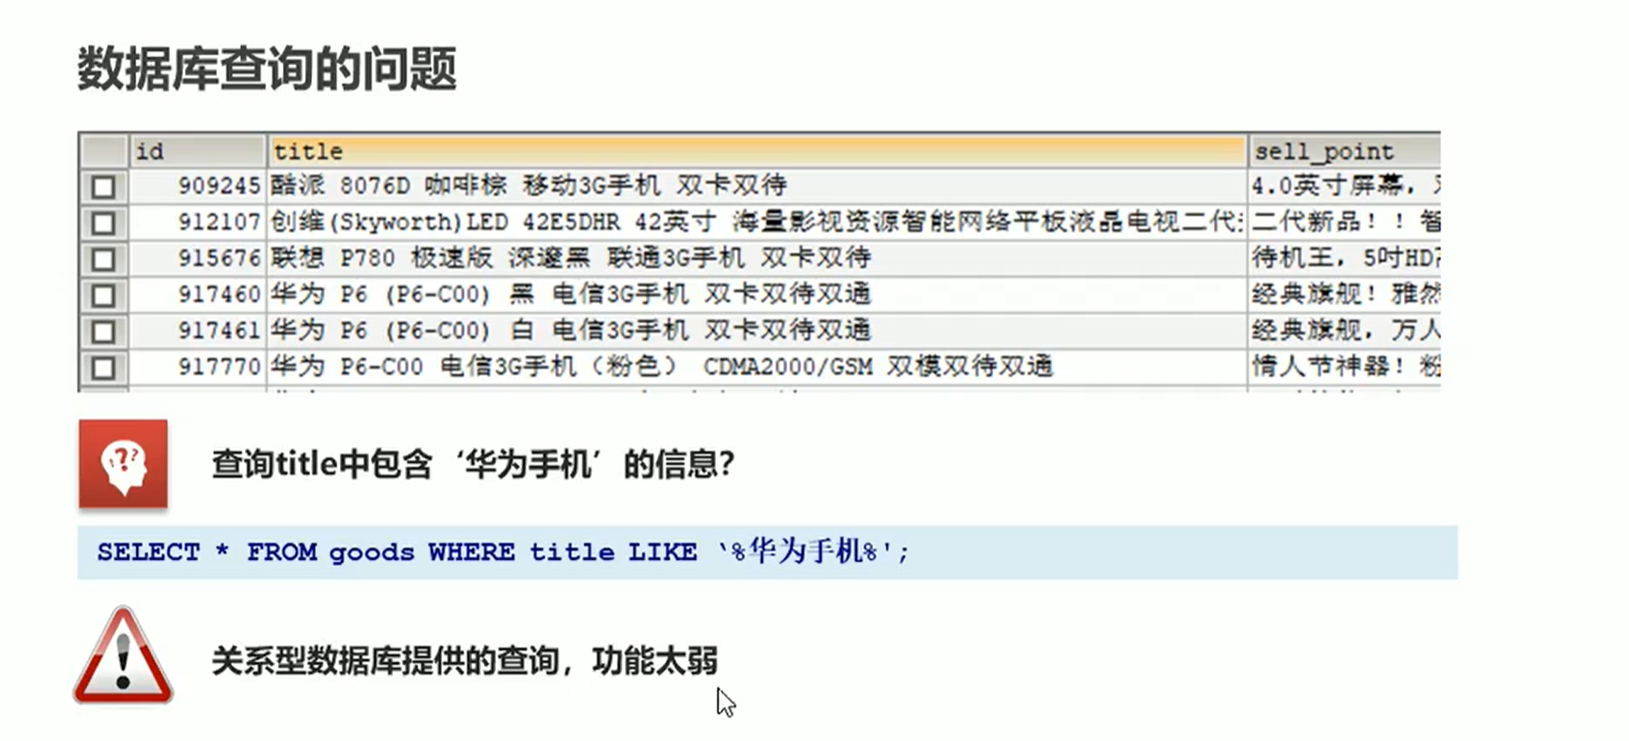 数据库查询的问题
id title sell_point
909245 酷派 8076D 咖啡棕 移动3G手机 双卡双待 4.0英寸屏幕，
912107 创维(Skyworth)LED 42E5DHR 42英寸 海量影视资源智能网络平板液晶电视二代 二代新品！！智
915676 联想 P780 极速版 深邃黑 联通3G手机 双卡双待 待机王，5吋HD
917460 华为 P6 (P6-C00) 黑 电信3G手机 双卡双待双通 经典旗舰！雅然
917461 华为 P6 (P6-C00) 白 电信3G手机 双卡双待双通 经典旗舰，万人
917770 华为 P6-C00 电信3G手机（粉色） CDMA2000/GSM 双模双待双通 情人节神器！粉
查询title中包含‘华为手机’的信息?
SELECT * FROM goods WHERE title LIKE ‘%华为手机%';
关系型数据库提供的查询，功能太弱